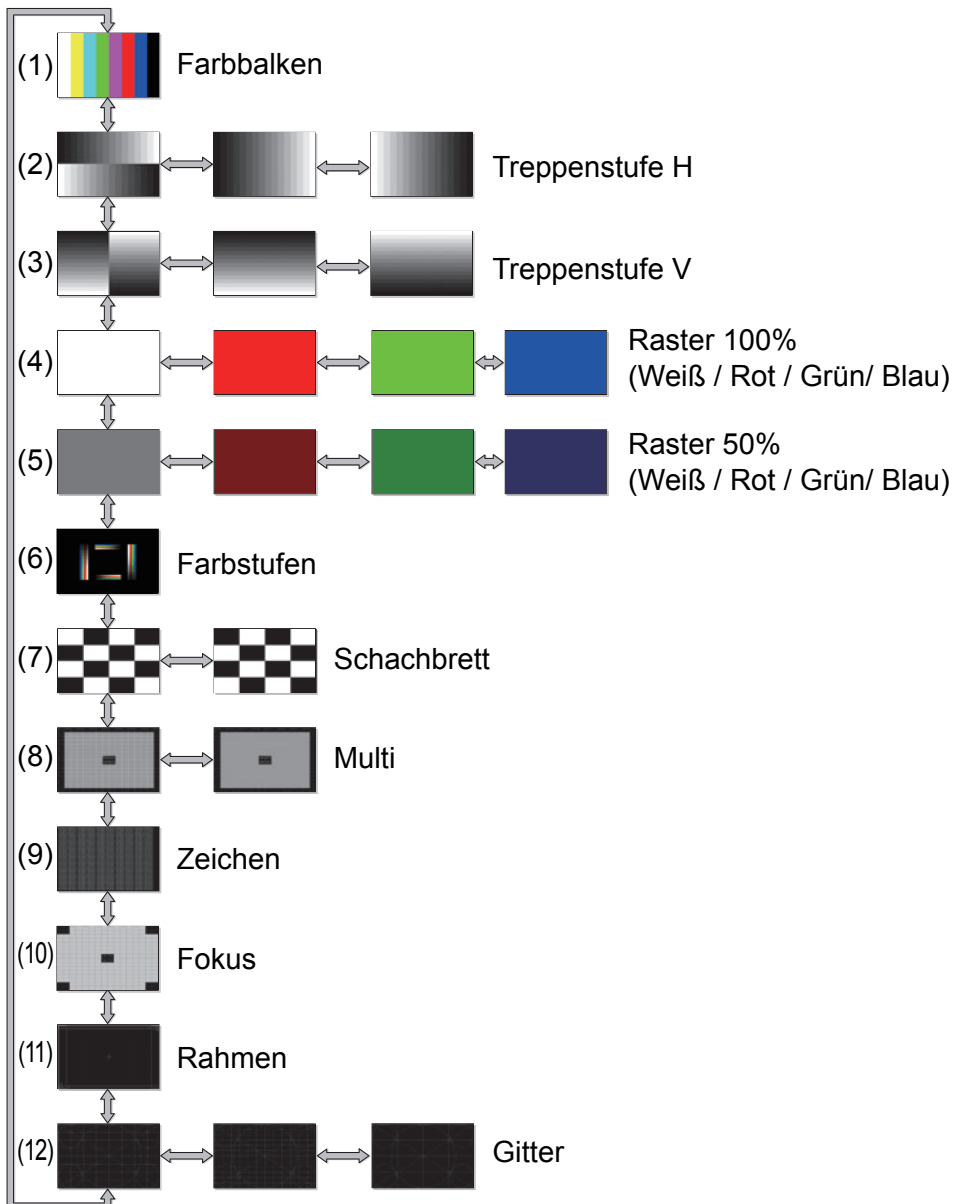 (1) Farbbalken
(2) Treppenstufe H
(3) Treppenstufe V
(4) Raster 100%
(Weiß / Rot / Grün/ Blau)
(5) Raster 50%
(Weiß / Rot / Grün/ Blau)
(6) Farbstufen
(7) Schachbrett
(8) Multi
(9) Zeichen
(10) Fokus
(11) Rahmen
(12) Gitter